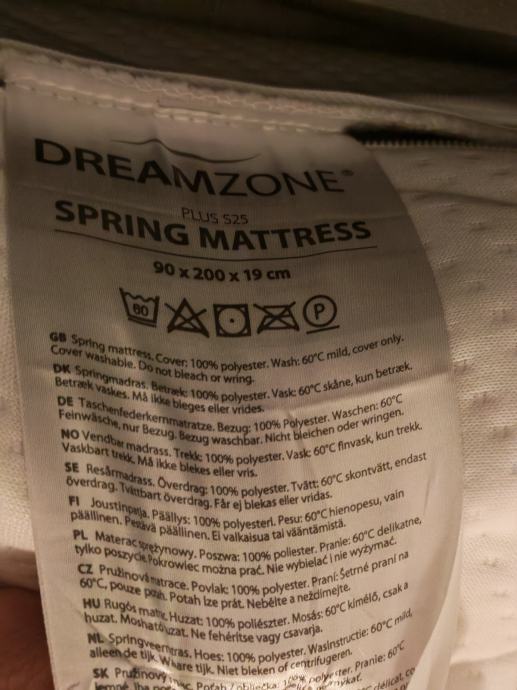 DREAMZONE®
PLUS S25
SPRING MATTRESS
90 x 200 x 19 cm
60
P
GB Spring mattress. Cover: 100% polyester. Wash: 60°C mild, cover only.
Cover washable. Do not bleach or wring.
DK Springmadras. Betræk: 100% polyester. Vask: 60°C skåne, kun betræk.
Betræk vaskes. Må ikke bleges eller vrides.
DE Taschenfederkernmatratze. Bezug: 100% Polyester. Waschen: 60°C
Feinwäsche, nur Bezug. Bezug waschbar. Nicht bleichen oder wringen.
NO Vendbar madrass. Trekk: 100% polyester. Vask: 60°C finvask, kun trekk.
Vaskbart trekk. Må ikke blekes eller vris.
SE Resårmadrass. Överdrag: 100% polyester. Tvätt: 60°C skontvätt, endast
överdrag. Tvättbart överdrag. Får ej blekas eller vridas.
FI Joustinpatja. Päällys: 100% polyesteri. Pesu: 60°C hienopesu, vain
päällinen. Pestävä päällinen. Ei valkaisua tai vääntämistä.
PL Materac sprężynowy. Poszwa: 100% poliester. Pranie: 60°C delikatne,
tylko poszycie. Pokrowiec można prać. Nie wybielać i nie wyżymać.
CZ Pružinová matrace. Povlak: 100% polyester. Praní: Šetrné praní na
60°C, pouze potah. Potah lze prát. Nebělte a neždímejte.
HU Rugós matrac. Huzat: 100% poliészter. Mosás: 60°C kímélő, csak a
huzat. Mosható huzat. Ne fehérítse vagy csavarja.
NL Springveermatras. Hoes: 100% polyester. Wasinstructie: 60°C mild,
alleen de tijk. Wasbare tijk. Niet bleken of centrifugeren.
SK Pružinový Poťah / obliečka: 100% polyester. Pranie: 60°C
jemné, iba